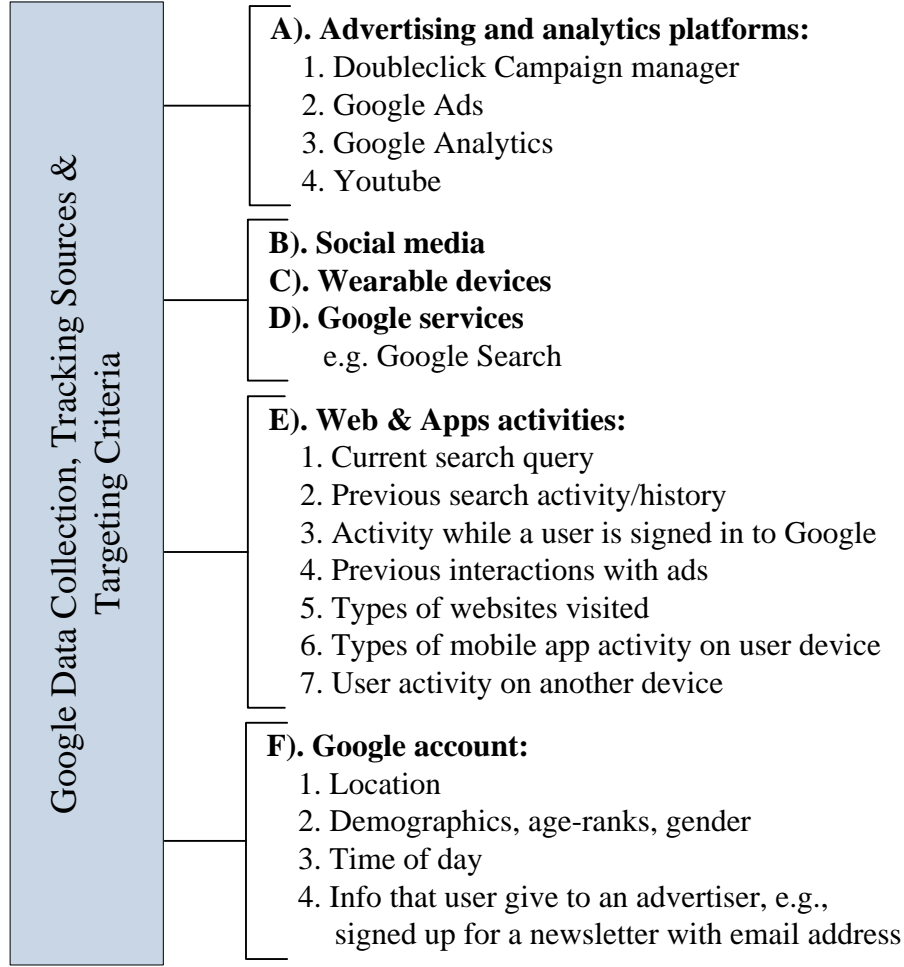 Google Data Collection, Tracking Sources &
Targeting Criteria
A). Advertising and analytics platforms:
1. Doubleclick Campaign manager
2. Google Ads
3. Google Analytics
4. Youtube
B). Social media
C). Wearable devices
D). Google services
e.g. Google Search
E). Web & Apps activities:
1. Current search query
2. Previous search activity/history
3. Activity while a user is signed in to Google
4. Previous interactions with ads
5. Types of websites visited
6. Types of mobile app activity on user device
7. User activity on another device
F). Google account:
1. Location
2. Demographics, age-ranks, gender
3. Time of day
4. Info that user give to an advertiser, e.g.,
signed up for a newsletter with email address